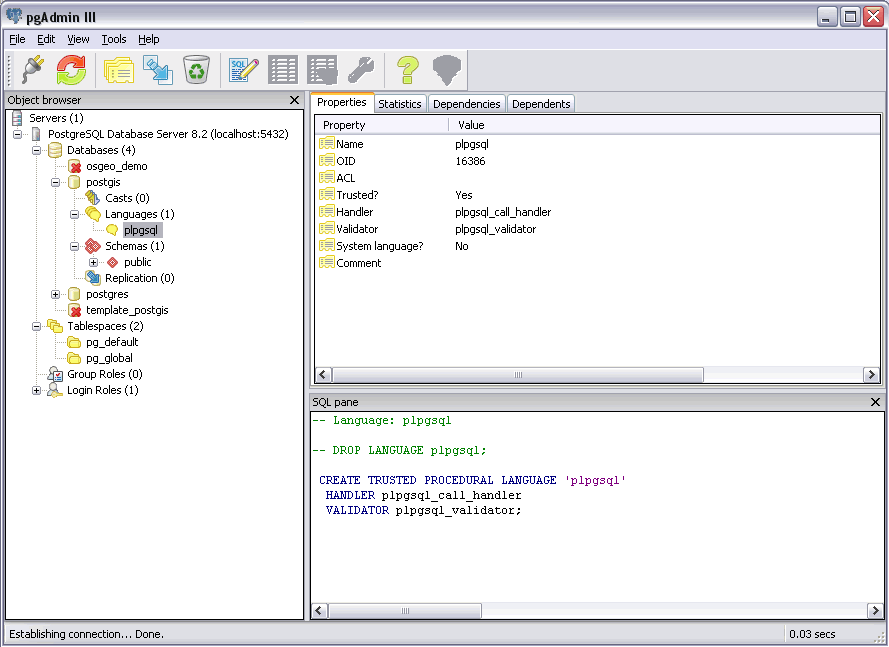 pgAdmin III
File Edit View Tools Help
SQL
Object browser
Servers (1)
PostgreSQL Database Server 8.2 (localhost:5432)
Databases (4)
osgeo_demo
postgis
Casts (0)
Languages (1)
plpgsql
Schemas (1)
public
Replication (0)
postgres
template_postgis
Tablespaces (2)
pg_default
pg_global
Group Roles (0)
Login Roles (1)
Properties Statistics Dependencies Dependents
Property Value
Name plpgsql
OID 16386
ACL
Trusted? Yes
Handler plpgsql_call_handler
Validator plpgsql_validator
System language? No
Comment
SQL pane
-- Language: plpgsql
-- DROP LANGUAGE plpgsql;
CREATE TRUSTED PROCEDURAL LANGUAGE 'plpgsql'
HANDLER plpgsql_call_handler
VALIDATOR plpgsql_validator;
Establishing connection... Done. 0.03 secs